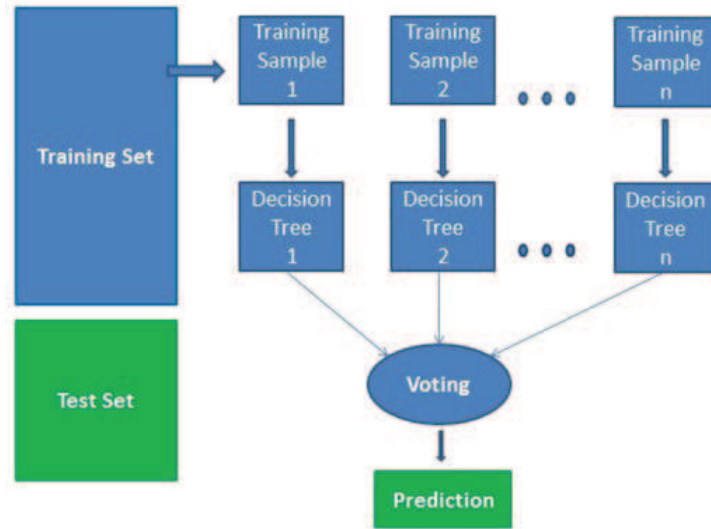 Training Set
Test Set
Training
Sample
1
Training
Sample
2
Training
Sample
n
Decision
Tree
1
Decision
Tree
2
Decision
Tree
n
Voting
Prediction